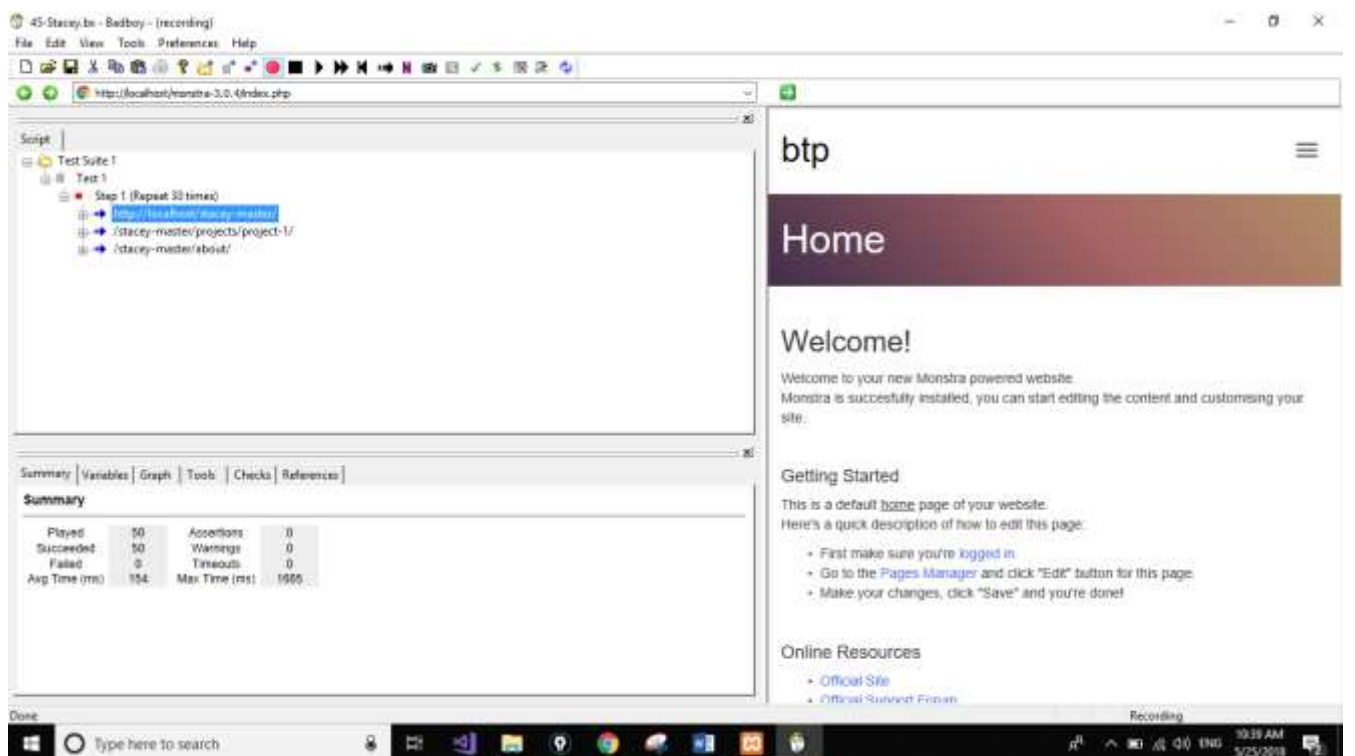 45-Stacey.bx - Badboy - (recording)
File Edit View Tools Preferences Help
http://localhost/monstra-3.0.4/index.php
Script
Test Suite 1
Test 1
Step 1 (Repeat 30 times)
http://localhost/stacey-master/
/stacey-master/projects/project-1/
/stacey-master/about/
Summary Variables Graph Tools Checks References
Summary
Played 50 Assertions 0
Succeeded 50 Warnings 0
Failed 0 Timeouts 0
Avg Time (ms) 154 Max Time (ms) 1665
Done
btp
Home
Welcome!
Welcome to your new Monstra powered website.
Monstra is succesfully installed, you can start editing the content and customising your
site.
Getting Started
This is a default home page of your website.
Here's a quick description of how to edit this page:
First make sure you're logged in.
Go to the Pages Manager and click "Edit" button for this page.
Make your changes, click "Save" and you're done!
Online Resources
Official Site
Official Support Forum
Recording
Type here to search
ENG
10:39 AM